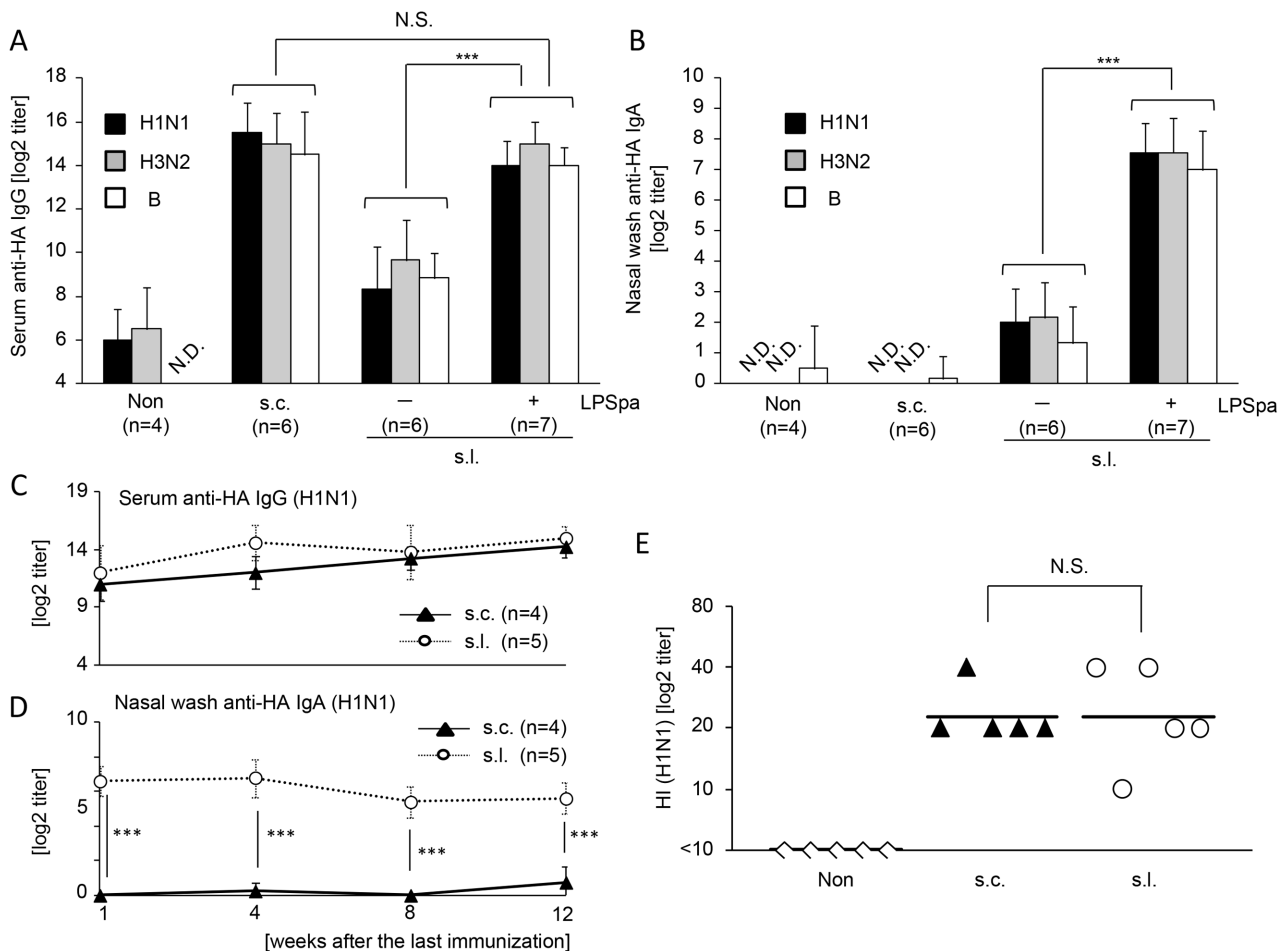 A
N.S.
***
Serum anti-HA IgG [log2 titer]
18
16
14
12
10
8
6
4
H1N1
H3N2
B
N.D.
Non
(n=4)
s.c.
(n=6)
—
(n=6)
+
(n=7)
LPSpa
s.l.
B
***
Nasal wash anti-HA IgA
[log2 titer]
10
9
8
7
6
5
4
3
2
1
0
H1N1
H3N2
B
N.D.
N.D.
N.D.
N.D.
Non
(n=4)
s.c.
(n=6)
—
(n=6)
+
(n=7)
LPSpa
s.l.
C
Serum anti-HA IgG (H1N1)
[log2 titer]
19
14
9
4
s.c. (n=4)
s.l. (n=5)
D
Nasal wash anti-HA IgA (H1N1)
[log2 titer]
10
5
0
s.c. (n=4)
s.l. (n=5)
***
***
***
***
1
4
8
12
[weeks after the last immunization]
E
N.S.
HI (H1N1) [log2 titer]
80
40
20
10
<10
Non
s.c.
s.l.